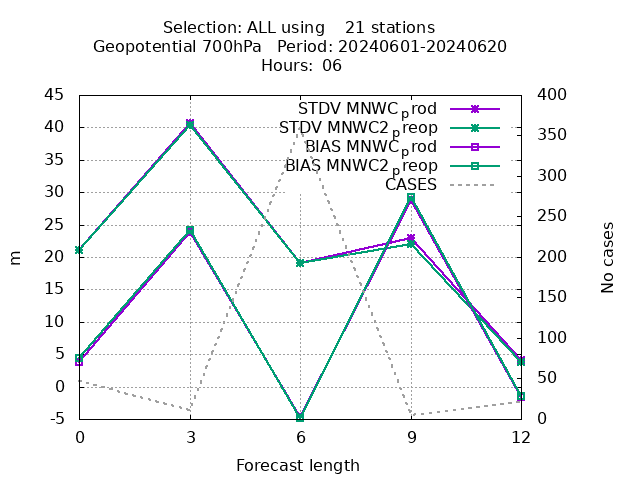 Selection: ALL using    21 stations
Geopotential 700hPa   Period: 20240601-20240620
Hours: 06
STDV MNWC_prod
STDV MNWC2_preop
BIAS MNWC_prod
BIAS MNWC2_preop
CASES
45
40
35
30
25
20
15
10
5
0
-5
m
400
350
300
250
200
150
100
50
0
No cases
0 3 6 9 12
Forecast length